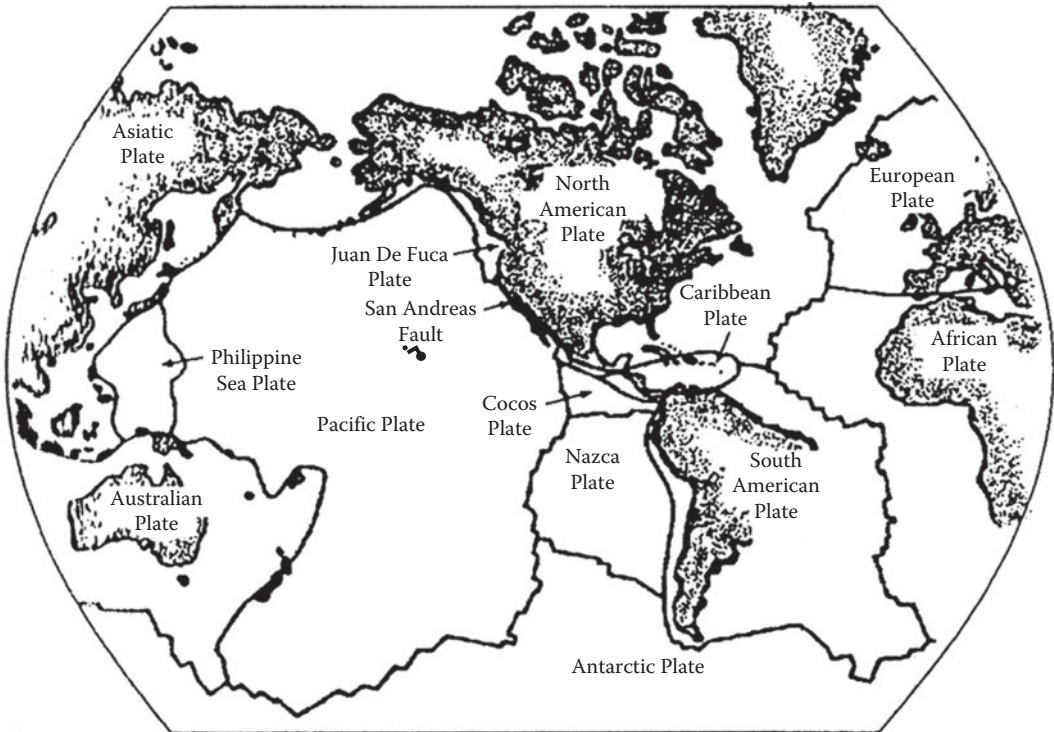 Asiatic
Plate
North
American
Plate
European
Plate
Juan De Fuca
Plate
San Andreas
Fault
Caribbean
Plate
African
Plate
Philippine
Sea Plate
Pacific Plate
Cocos
Plate
Nazca
Plate
South
American
Plate
Australian
Plate
Antarctic Plate